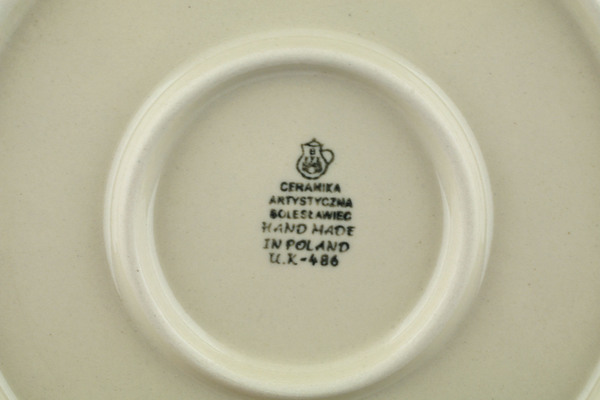 CERAMIKA
ARTYSTYCZNA
BOLESŁAWIEC
HAND MADE
IN POLAND
U.K-486